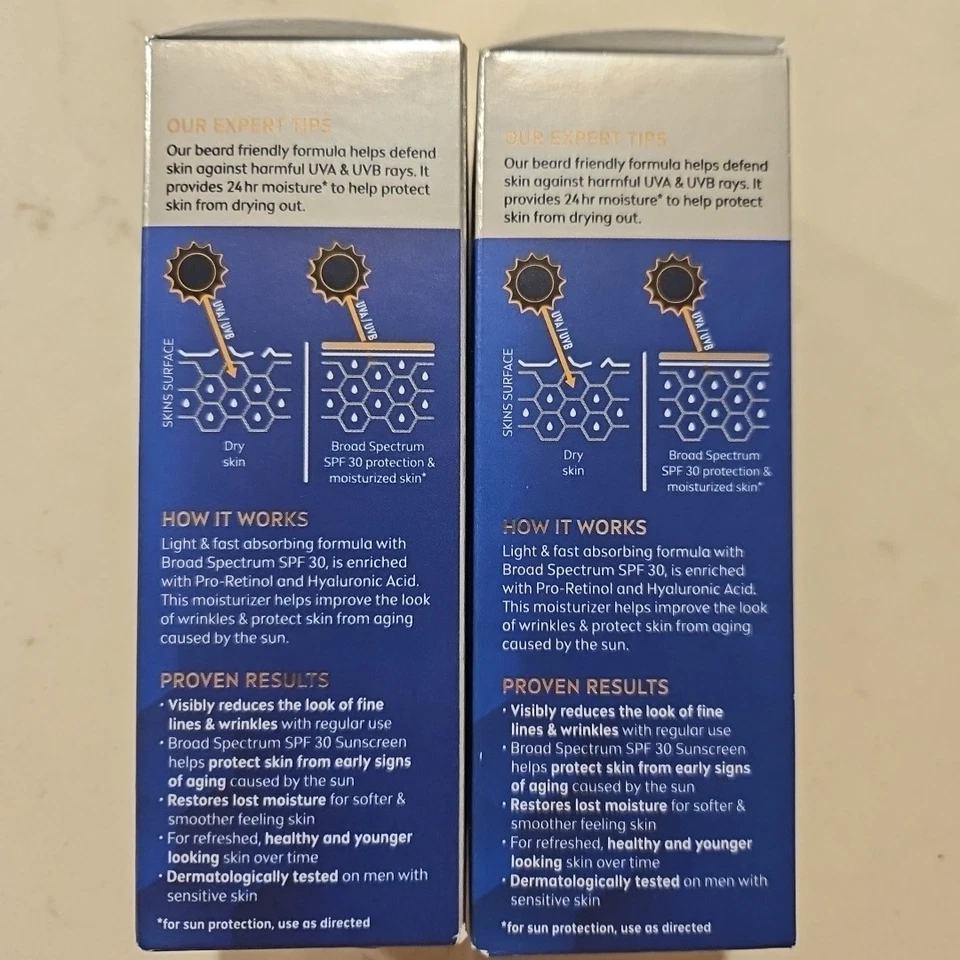 OUR EXPERT TIPS
Our beard friendly formula helps defend
skin against harmful UVA & UVB rays. It
provides 24hr moisture* to help protect
skin from drying out.
UVA/UVB
UVA/UVB
SKINS SURFACE
Dry
skin
Broad Spectrum
SPF 30 protection &
moisturized skin*
HOW IT WORKS
Light & fast absorbing formula with
Broad Spectrum SPF 30, is enriched
with Pro-Retinol and Hyaluronic Acid.
This moisturizer helps improve the look
of wrinkles & protect skin from aging
caused by the sun.
PROVEN RESULTS
• Visibly reduces the look of fine
lines & wrinkles with regular use
• Broad Spectrum SPF 30 Sunscreen
helps protect skin from early signs
of aging caused by the sun
• Restores lost moisture for softer &
smoother feeling skin
• For refreshed, healthy and younger
looking skin over time
• Dermatologically tested on men with
sensitive skin
*for sun protection, use as directed
OUR EXPERT TIPS
Our beard friendly formula helps defend
skin against harmful UVA & UVB rays. It
provides 24hr moisture* to help protect
skin from drying out.
UVA/UVB
UVA/UVB
SKINS SURFACE
Dry
skin
Broad Spectrum
SPF 30 protection &
moisturized skin*
HOW IT WORKS
Light & fast absorbing formula with
Broad Spectrum SPF 30, is enriched
with Pro-Retinol and Hyaluronic Acid.
This moisturizer helps improve the look
of wrinkles & protect skin from aging
caused by the sun.
PROVEN RESULTS
• Visibly reduces the look of fine
lines & wrinkles with regular use
• Broad Spectrum SPF 30 Sunscreen
helps protect skin from early signs
of aging caused by the sun
• Restores lost moisture for softer &
smoother feeling skin
• For refreshed, healthy and younger
looking skin over time
• Dermatologically tested on men with
sensitive skin
*for sun protection, use as directed